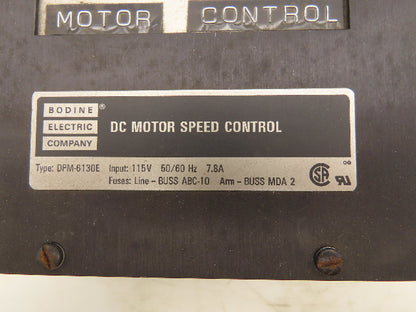 MOTOR CONTROL
BODINE ®
ELECTRIC
COMPANY
DC MOTOR SPEED CONTROL
Type: DPM-6130E Input: 115V 50/60 Hz 7.8A
Fuses: Line - BUSS ABC-10 Arm - BUSS MDA 2